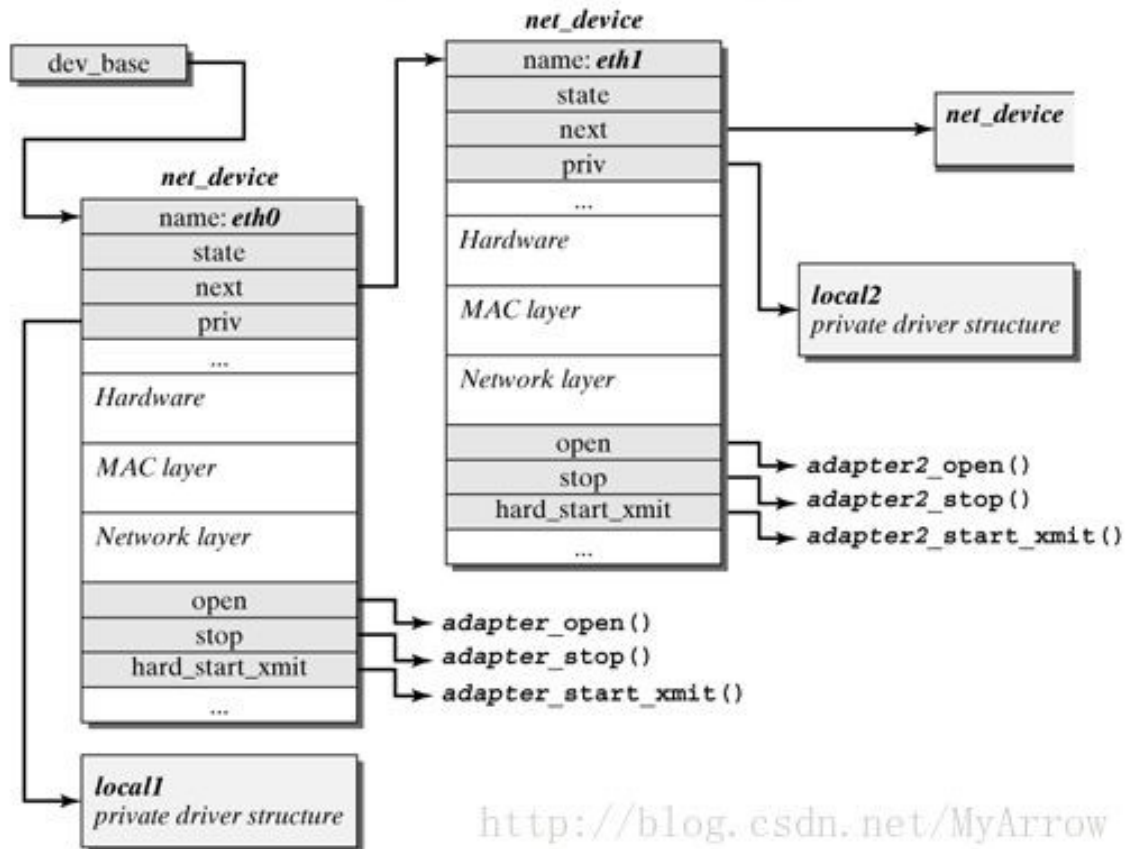 dev_base
net_device
name: eth0
state
next
priv
...
Hardware
MAC layer
Network layer
open
stop
hard_start_xmit
...
adapter_open()
adapter_stop()
adapter_start_xmit()
local1
private driver structure
net_device
name: eth1
state
next
priv
...
Hardware
MAC layer
Network layer
open
stop
hard_start_xmit
...
net_device
local2
private driver structure
adapter2_open()
adapter2_stop()
adapter2_start_xmit()
http://blog.csdn.net/MyArrow